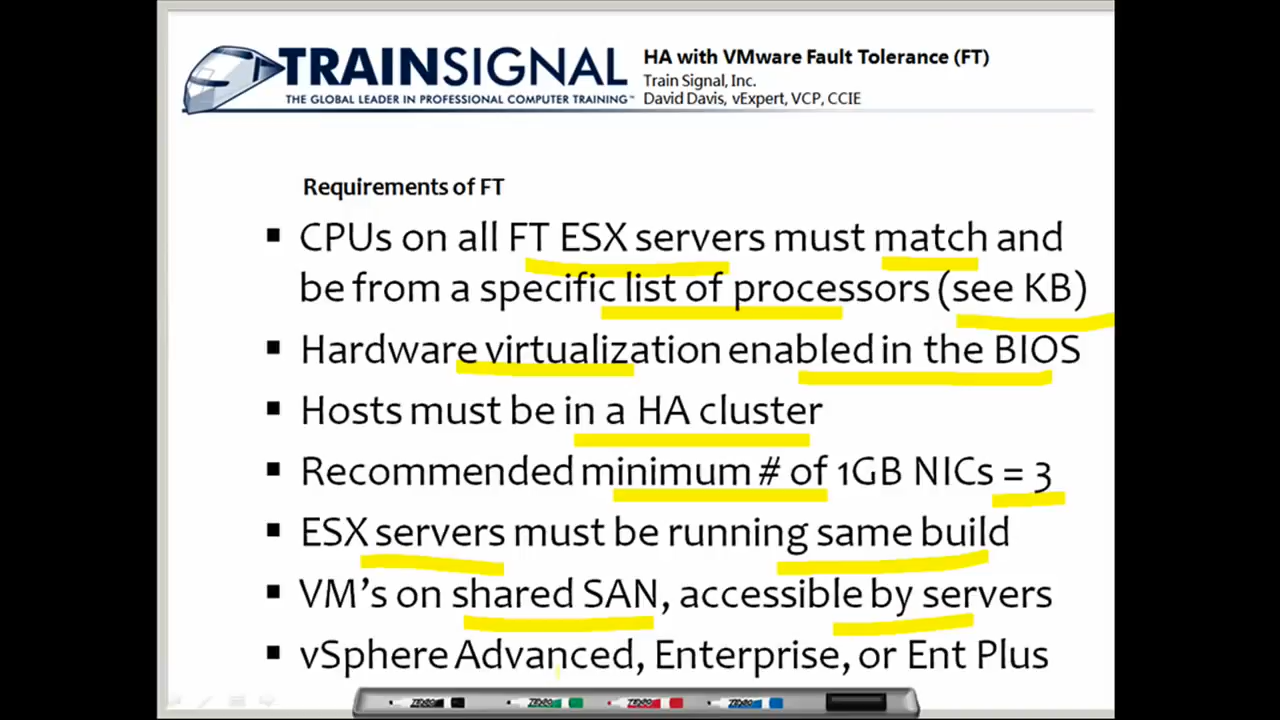 TRAINSIGNAL
THE GLOBAL LEADER IN PROFESSIONAL COMPUTER TRAINING™
HA with VMware Fault Tolerance (FT)
Train Signal, Inc.
David Davis, vExpert, VCP, CCIE
Requirements of FT
▪ CPUs on all FT ESX servers must match and
be from a specific list of processors (see KB)
▪ Hardware virtualization enabled in the BIOS
▪ Hosts must be in a HA cluster
▪ Recommended minimum # of 1GB NICs = 3
▪ ESX servers must be running same build
▪ VM’s on shared SAN, accessible by servers
▪ vSphere Advanced, Enterprise, or Ent Plus